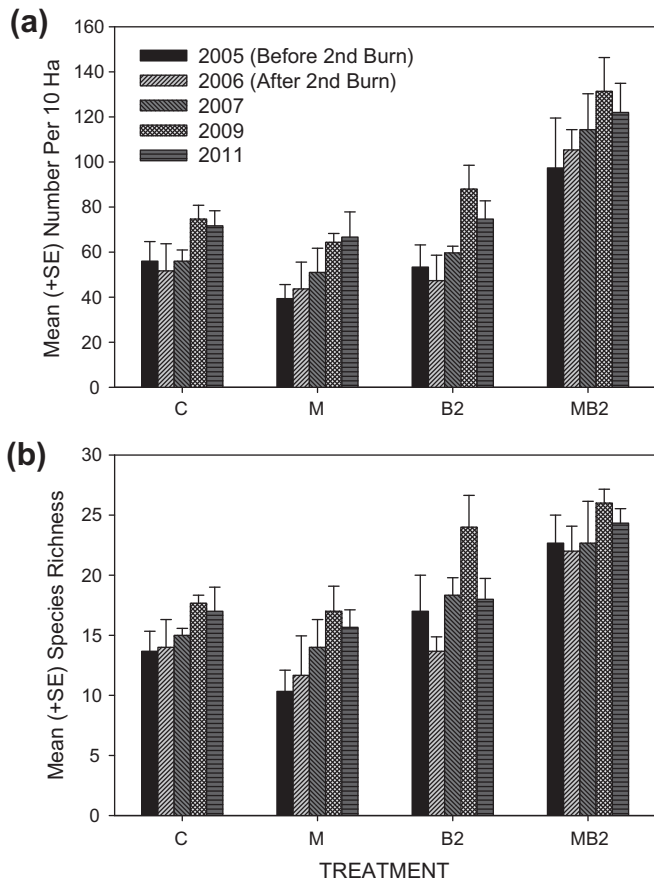 (a)
Mean (+SE) Number Per 10 Ha
160
140
120
100
80
60
40
20
0
2005 (Before 2nd Burn)
2006 (After 2nd Burn)
2007
2009
2011
C M B2 MB2
(b)
Mean (+SE) Species Richness
30
25
20
15
10
5
0
C M B2 MB2
TREATMENT